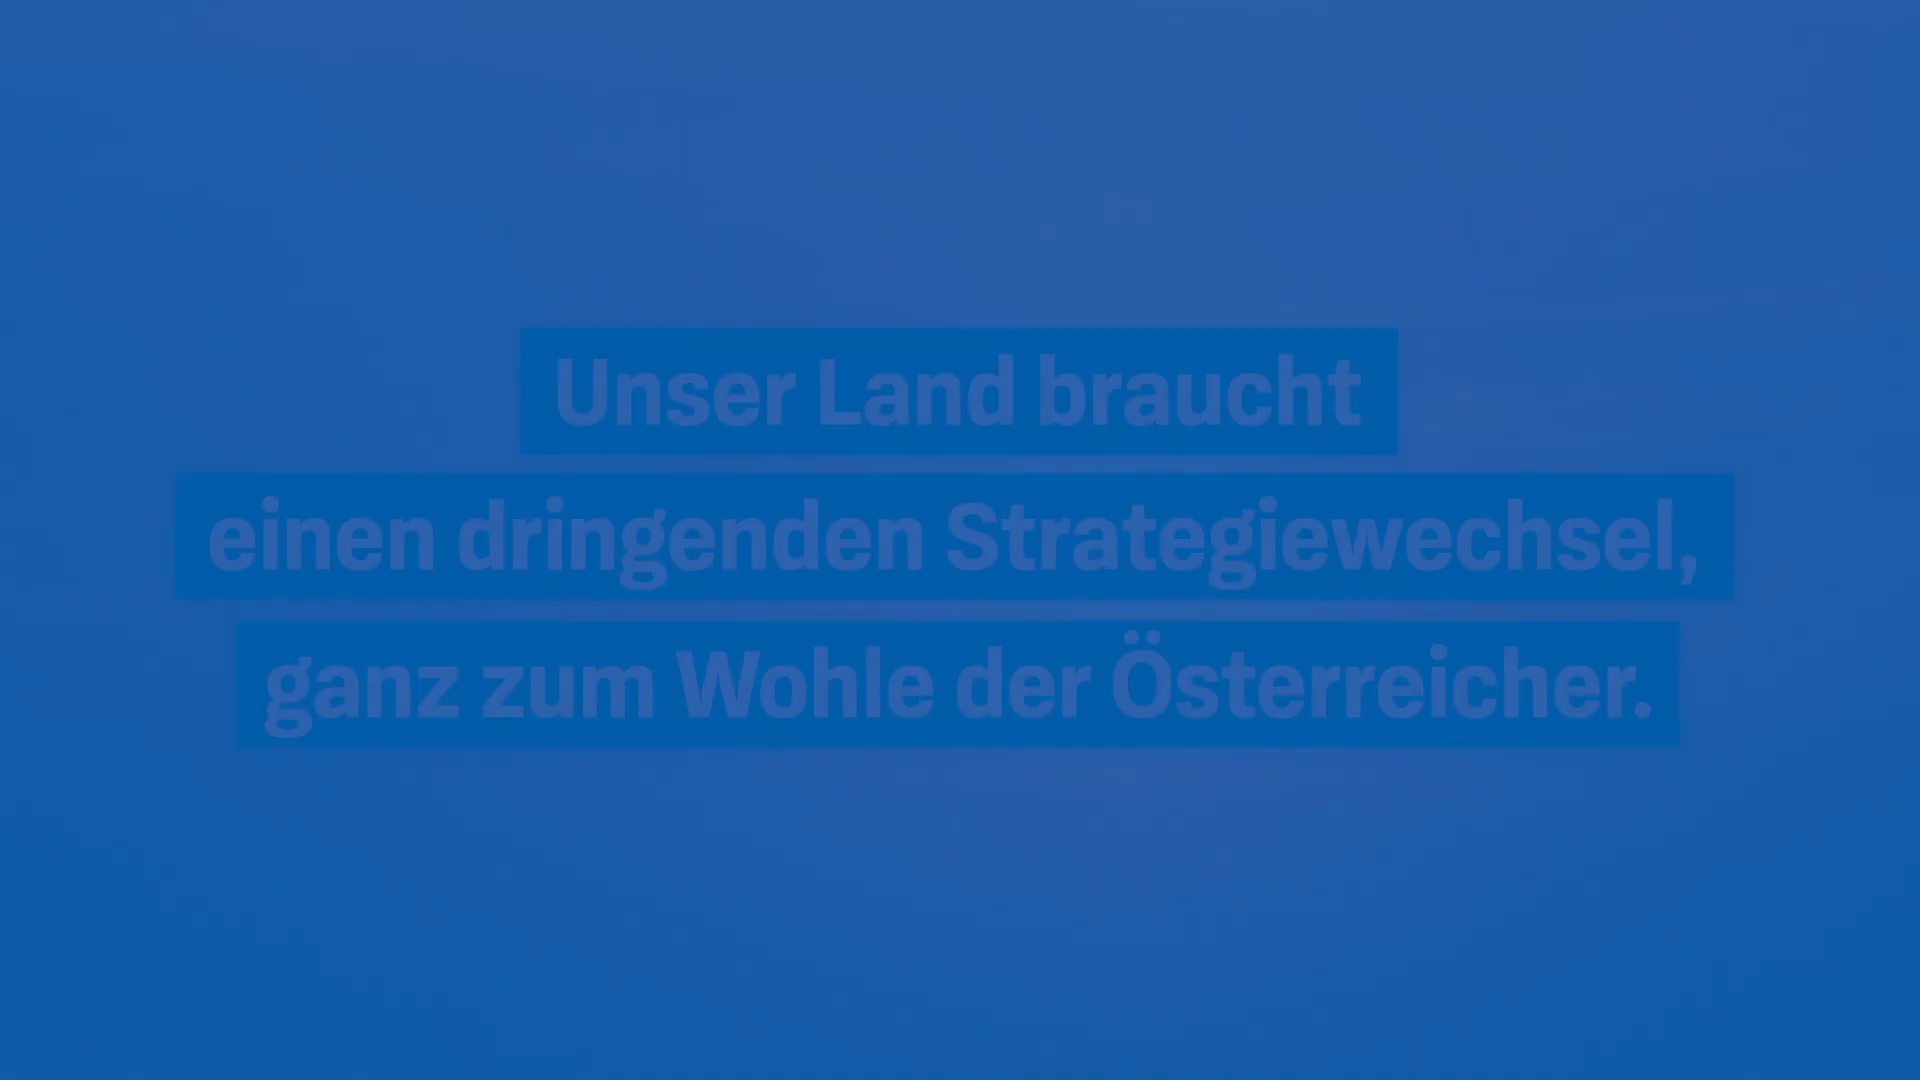 Unser Land braucht
einen dringenden Strategiewechsel,
ganz zum Wohle der Österreicher.